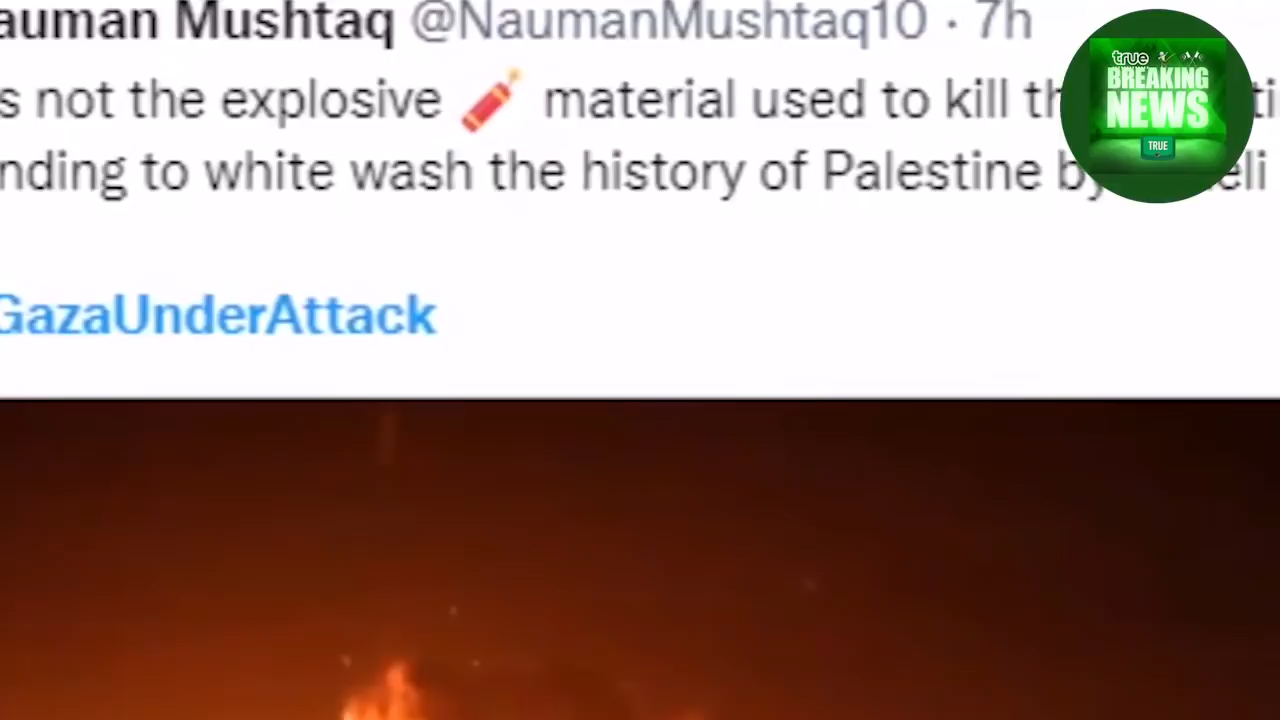 auman Mushtaq @NaumanMushtaq10 · 7h
s not the explosive 🧨 material used to kill
nding to white wash the history of Palestine
GazaUnderAttack
true
BREAKING
NEWS
TRUE